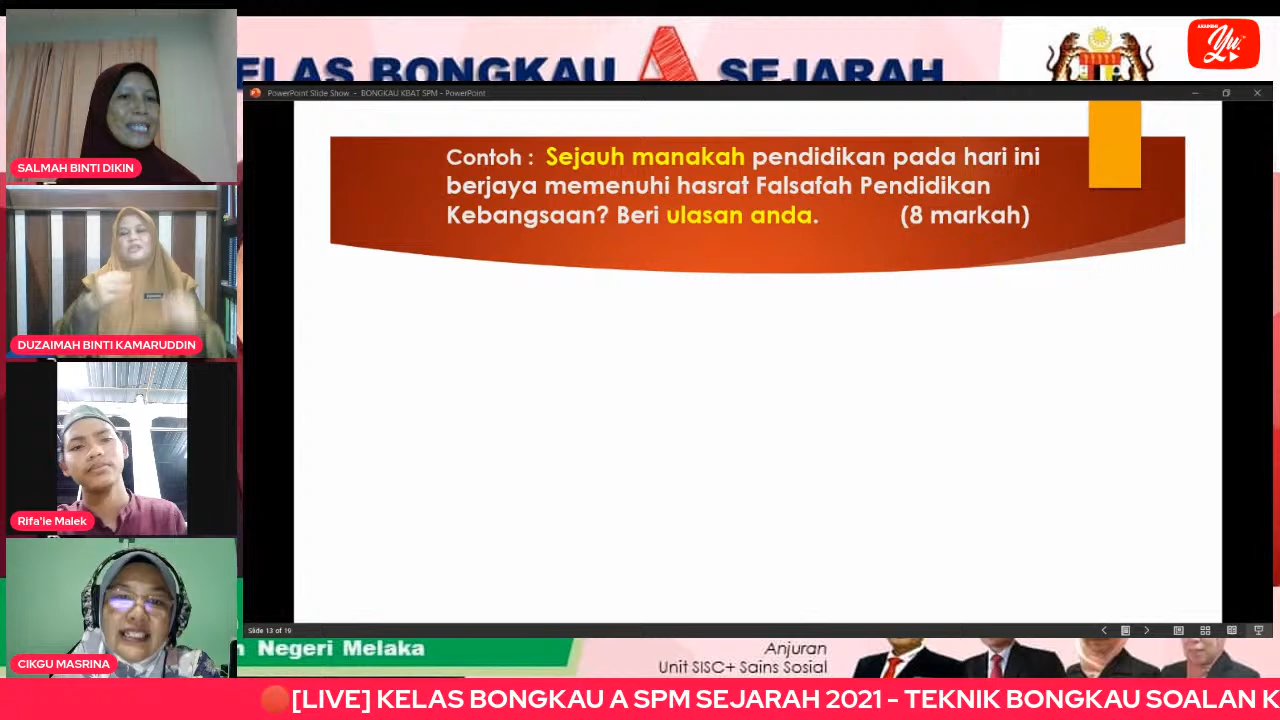 ELAS BONGKAU A SEJARAH
AKADEMI
Yu.
PowerPoint Slide Show - BONGKAU KBAT SPM - PowerPoint
SALMAH BINTI DIKIN
Contoh : Sejauh manakah pendidikan pada hari ini
berjaya memenuhi hasrat Falsafah Pendidikan
Kebangsaan? Beri ulasan anda. (8 markah)
DUZAIMAH BINTI KAMARUDDIN
Rifa'ie Malek
CIKGU MASRINA
Slide 13 of 19
n Negeri Melaka
Anjuran
Unit SISC+ Sains Sosial
[LIVE] KELAS BONGKAU A SPM SEJARAH 2021 - TEKNIK BONGKAU SOALAN K